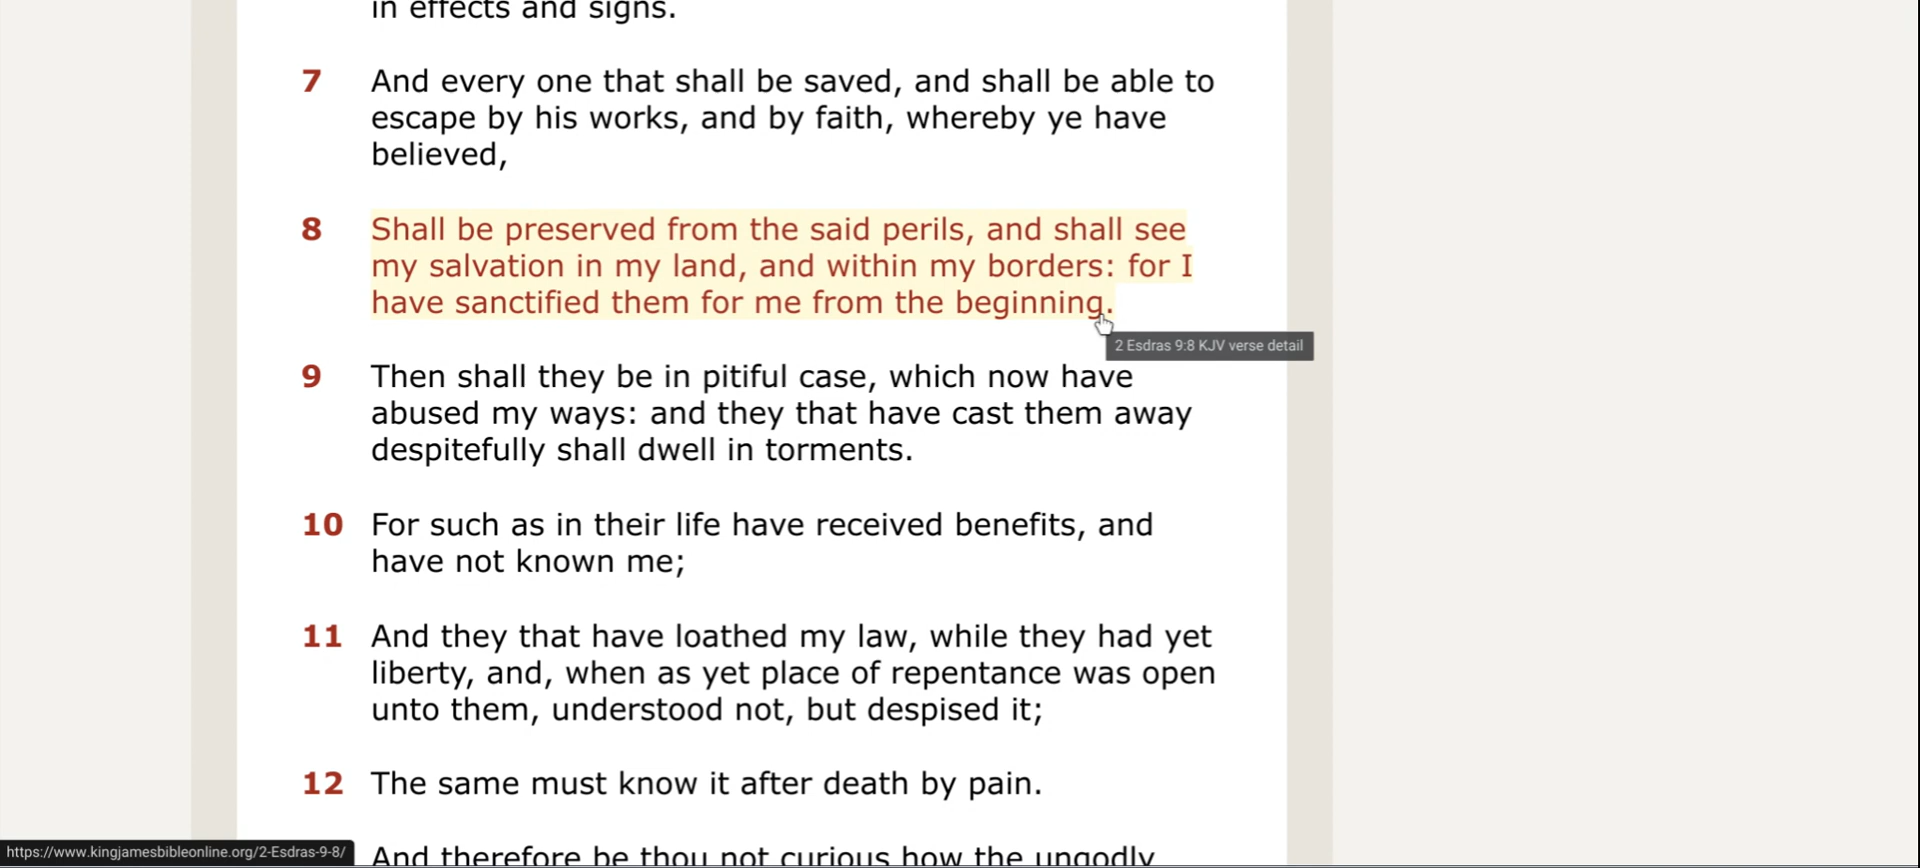 in effects and signs.
7 And every one that shall be saved, and shall be able to
escape by his works, and by faith, whereby ye have
believed,
8 Shall be preserved from the said perils, and shall see
my salvation in my land, and within my borders: for I
have sanctified them for me from the beginning.
2 Esdras 9:8 KJV verse detail
9 Then shall they be in pitiful case, which now have
abused my ways: and they that have cast them away
despitefully shall dwell in torments.
10 For such as in their life have received benefits, and
have not known me;
11 And they that have loathed my law, while they had yet
liberty, and, when as yet place of repentance was open
unto them, understood not, but despised it;
12 The same must know it after death by pain.
And therefore be thou not curious how the ungodly
https://www.kingjamesbibleonline.org/2-Esdras-9-8/